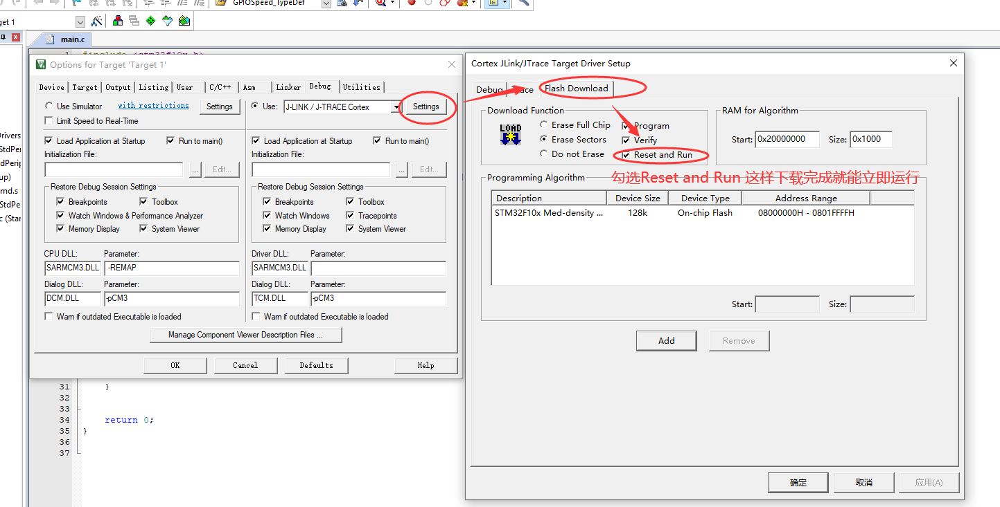 GPIOSpeed_TypeDef
get 1
main.c
1 #include <stm32f10x.h>
Drivers
StdPer
dPerip
up)
md.s
StdPe
c (Star
Options for Target 'Target 1'
Device Target Output Listing User C/C++ Asm Linker Debug Utilities
Use Simulator with restrictions Settings
Use: J-LINK / J-TRACE Cortex Settings
Limit Speed to Real-Time
Load Application at Startup Run to main()
Load Application at Startup Run to main()
Initialization File:
Initialization File:
... Edit...
... Edit...
Restore Debug Session Settings
Breakpoints Toolbox
Watch Windows & Performance Analyzer
Memory Display System Viewer
Restore Debug Session Settings
Breakpoints Toolbox
Watch Windows Tracepoints
Memory Display System Viewer
CPU DLL: Parameter:
SARMCM3.DLL -REMAP
Driver DLL: Parameter:
SARMCM3.DLL
Dialog DLL: Parameter:
DCM.DLL -pCM3
Dialog DLL: Parameter:
TCM.DLL -pCM3
Warn if outdated Executable is loaded
Warn if outdated Executable is loaded
Manage Component Viewer Description Files ...
OK Cancel Defaults Help
31 }
32
33
34 return 0;
35 }
36
37
Cortex JLink/JTrace Target Driver Setup
Debug Trace Flash Download
Download Function
LOAD
Erase Full Chip Program
Erase Sectors Verify
Do not Erase Reset and Run
RAM for Algorithm
Start: 0x20000000 Size: 0x1000
勾选Reset and Run 这样下载完成就能立即运行
Programming Algorithm
Description Device Size Device Type Address Range
STM32F10x Med-density ... 128k On-chip Flash 08000000H - 0801FFFFH
Start: Size:
Add Remove
确定 取消 应用(A)